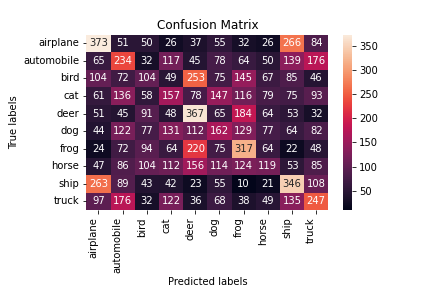 Confusion Matrix
airplane 373 51 50 26 37 55 32 26 266 84
automobile 65 234 32 117 45 78 64 50 139 176
bird 104 72 104 49 253 75 145 67 85 46
cat 61 136 58 157 78 147 116 79 75 93
deer 51 45 91 48 367 65 184 64 53 32
dog 44 122 77 131 112 162 129 77 64 82
frog 24 72 94 64 220 75 317 64 22 48
horse 47 86 104 112 156 114 124 119 53 85
ship 263 89 43 42 23 55 10 21 346 108
truck 97 176 32 122 36 68 38 49 135 247
airplane automobile bird cat deer dog frog horse ship truck
True labels
Predicted labels
350
300
250
200
150
100
50